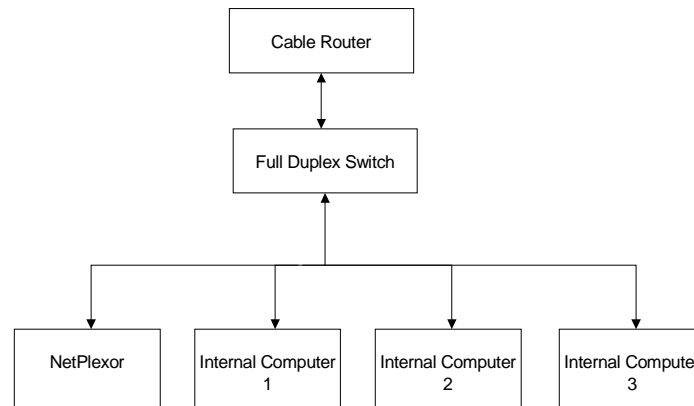 Cable Router
Full Duplex Switch
NetPlexor
Internal Computer
1
Internal Computer
2
Internal Compute
3